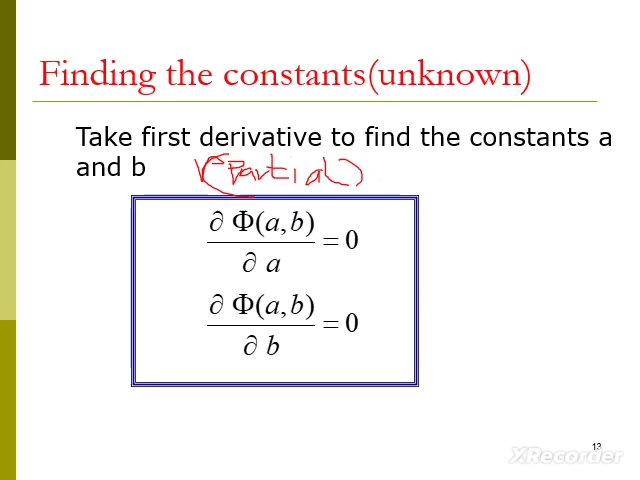 Finding the constants(unknown)
Take first derivative to find the constants a
and b (Partial)
∂ Φ(a,b) / ∂ a = 0
∂ Φ(a,b) / ∂ b = 0
13
XRecorder